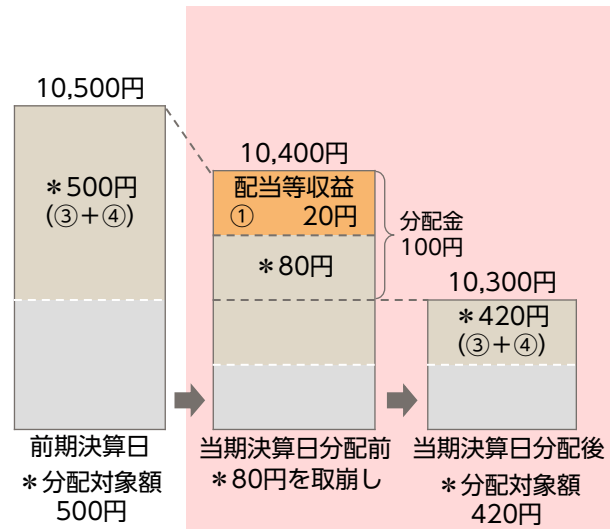 10,500円
＊500円
(③＋④)
前期決算日
＊分配対象額
500円
10,400円
配当等収益
① 20円
＊80円
分配金
100円
当期決算日分配前
＊80円を取崩し
10,300円
＊420円
(③＋④)
当期決算日分配後
＊分配対象額
420円